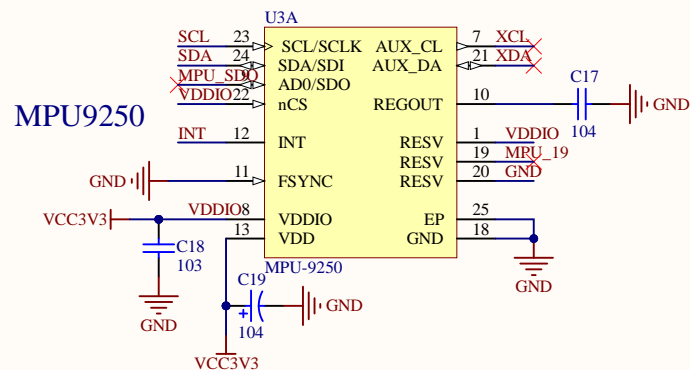 U3A
SCL 23 SCL/SCLK AUX_CL 7 XCL
SDA 24 SDA/SDI AUX_DA 21 XDA
MPU_SDO 9 AD0/SDO
VDDIO 22 nCS REGOUT 10 C17 104 GND
MPU9250
INT 12 INT RESV 1 VDDIO
RESV 19 MPU_19
GND 11 FSYNC RESV 20 GND
VCC3V3 VDDIO 8 VDDIO EP 25
13 VDD GND 18
C18
103
MPU-9250
GND
C19
104
GND
GND
VCC3V3